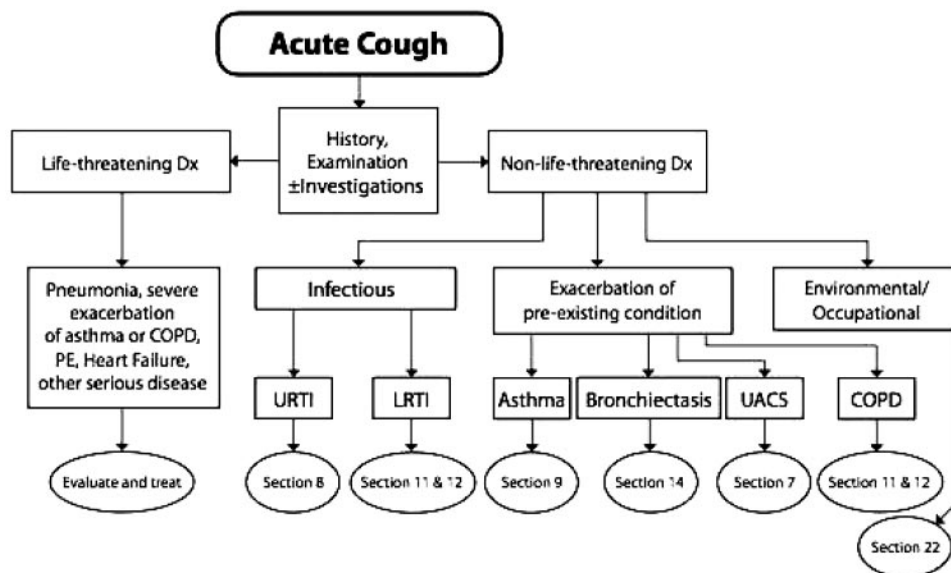 Acute Cough
History,
Examination
±Investigations
Life-threatening Dx
Non-life-threatening Dx
Pneumonia, severe
exacerbation
of asthma or COPD,
PE, Heart Failure,
other serious disease
Infectious
Exacerbation of
pre-existing condition
Environmental/
Occupational
URTI
LRTI
Asthma
Bronchiectasis
UACS
COPD
Evaluate and treat
Section 8
Section 11 & 12
Section 9
Section 14
Section 7
Section 11 & 12
Section 22